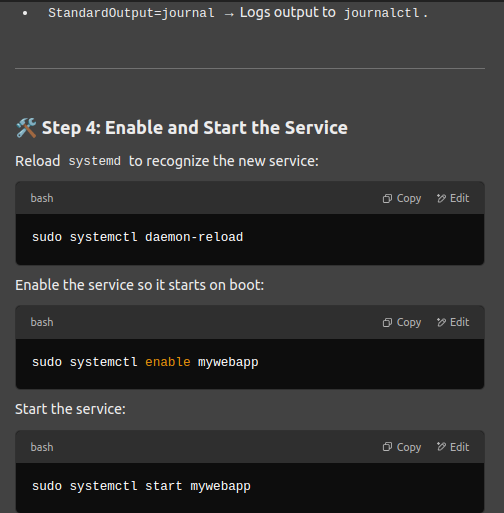 • StandardOutput=journal → Logs output to journalctl.
🛠️ Step 4: Enable and Start the Service
Reload systemd to recognize the new service:
bash Copy Edit
sudo systemctl daemon-reload
Enable the service so it starts on boot:
bash Copy Edit
sudo systemctl enable mywebapp
Start the service:
bash Copy Edit
sudo systemctl start mywebapp